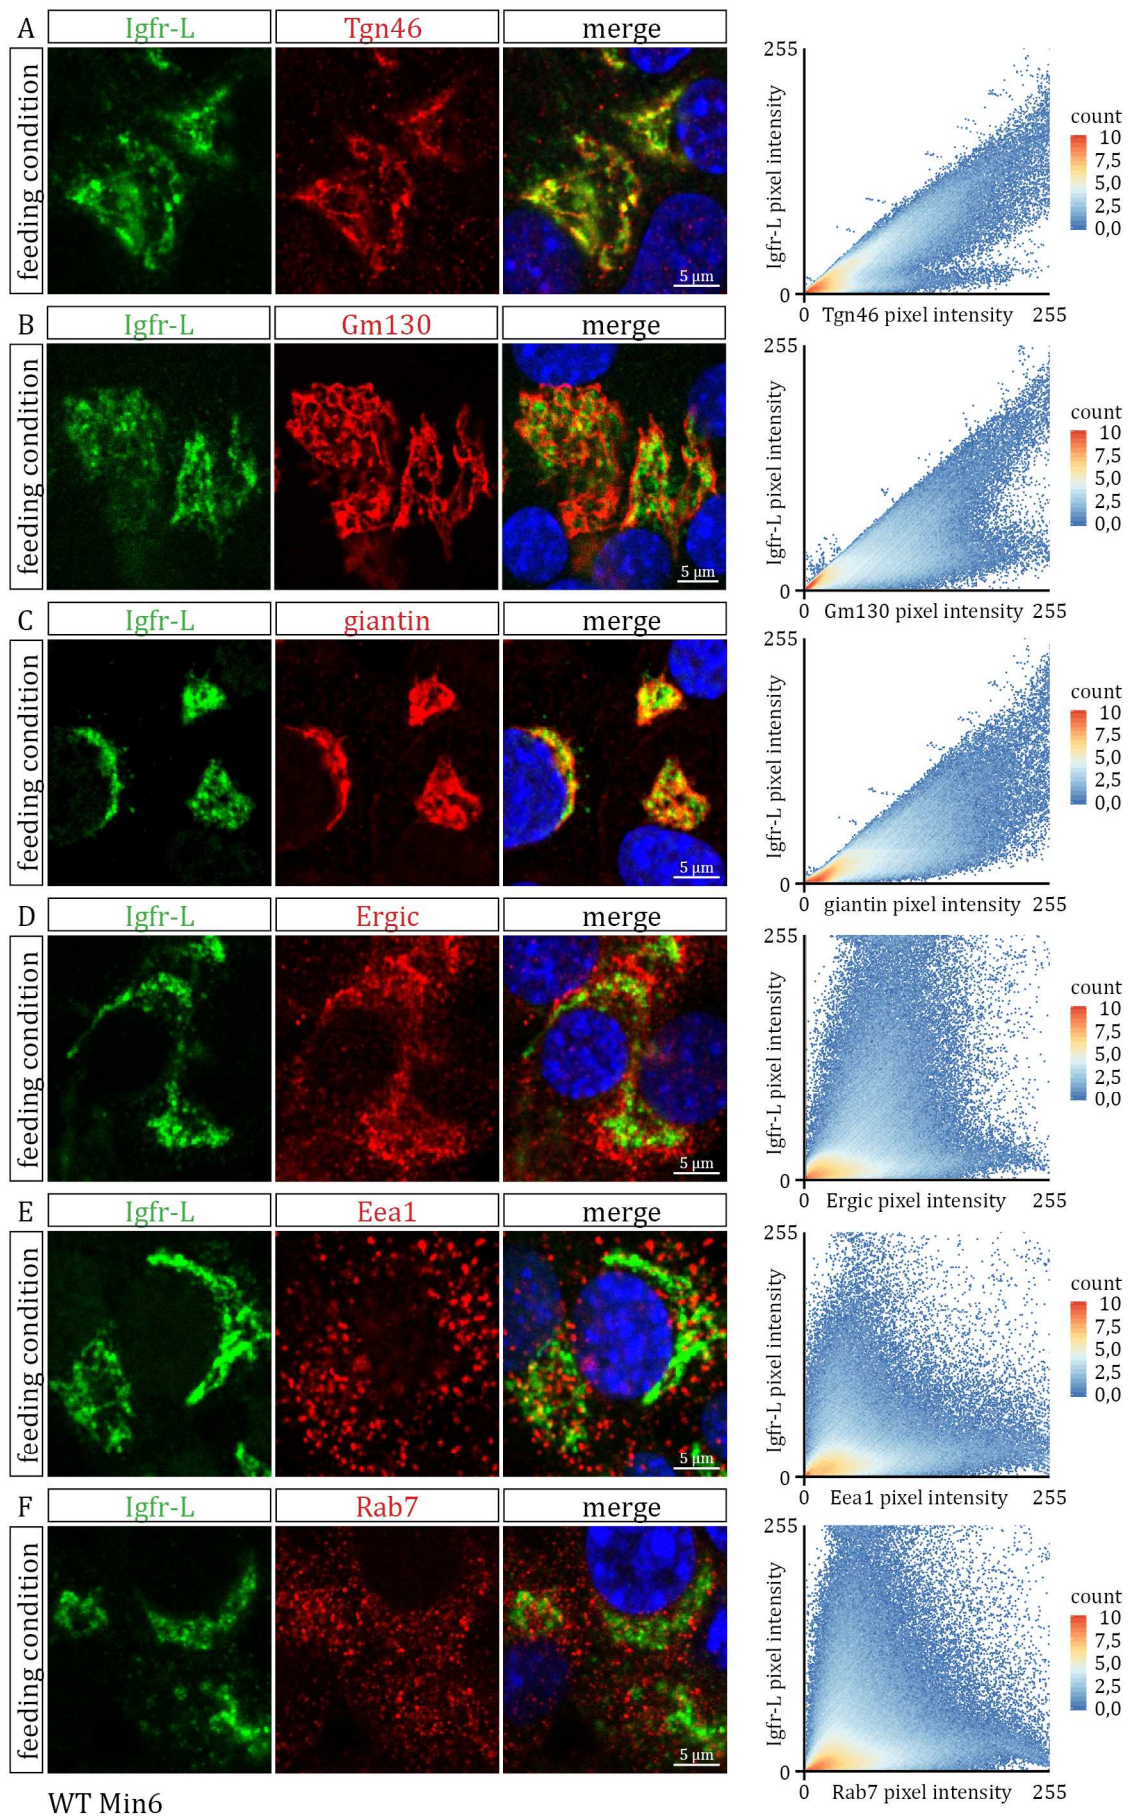 A Igfr-L Tgn46 merge
feeding condition
5 µm
255
Igfr-L pixel intensity
0
0 Tgn46 pixel intensity 255
count
10
7,5
5,0
2,5
0,0
B Igfr-L Gm130 merge
feeding condition
5 µm
255
Igfr-L pixel intensity
0
0 Gm130 pixel intensity 255
count
10
7,5
5,0
2,5
0,0
C Igfr-L giantin merge
feeding condition
5 µm
255
Igfr-L pixel intensity
0
0 giantin pixel intensity 255
count
10
7,5
5,0
2,5
0,0
D Igfr-L Ergic merge
feeding condition
5 µm
255
Igfr-L pixel intensity
0
0 Ergic pixel intensity 255
count
10
7,5
5,0
2,5
0,0
E Igfr-L Eea1 merge
feeding condition
5 µm
255
Igfr-L pixel intensity
0
0 Eea1 pixel intensity 255
count
10
7,5
5,0
2,5
0,0
F Igfr-L Rab7 merge
feeding condition
5 µm
255
Igfr-L pixel intensity
0
0 Rab7 pixel intensity 255
count
10
7,5
5,0
2,5
0,0
WT Min6